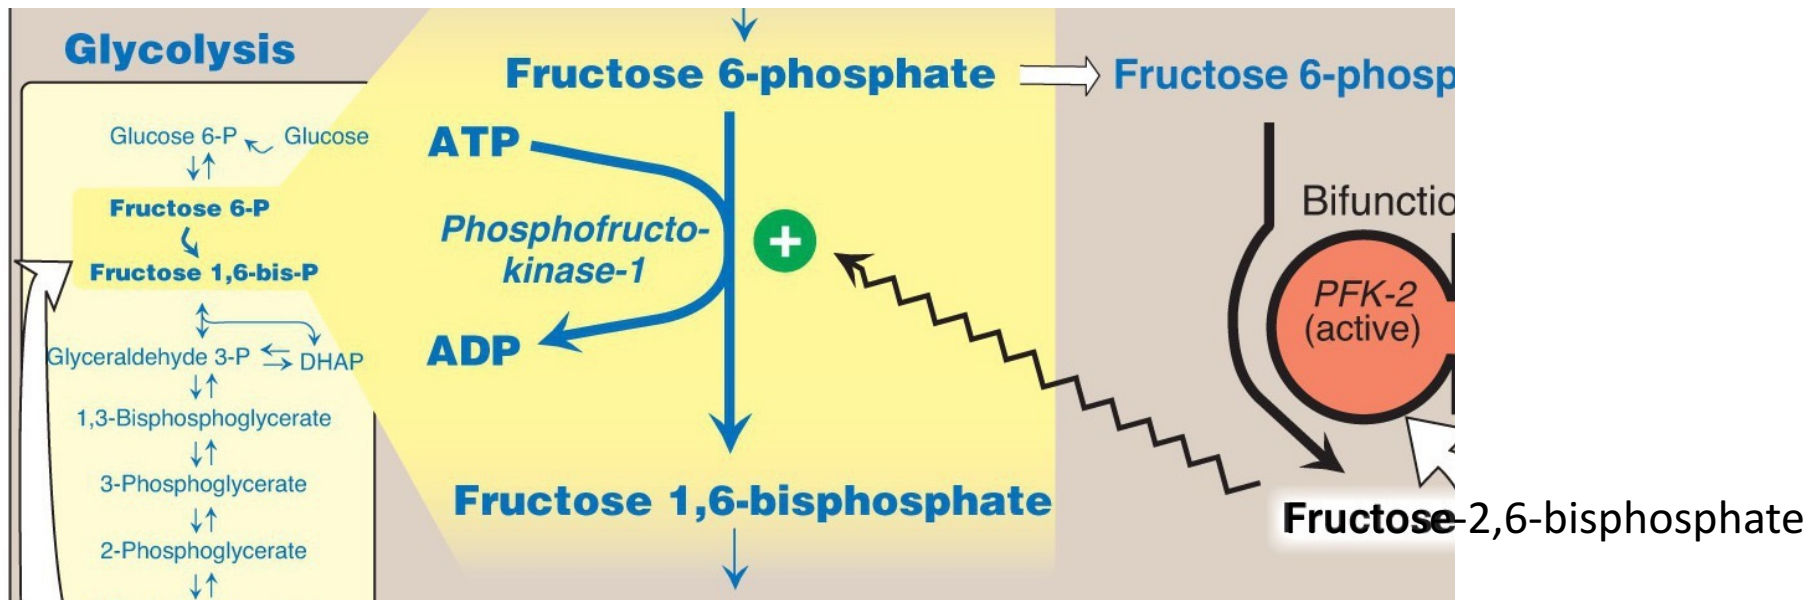 Glycolysis
Glucose 6-P
Glucose
Fructose 6-P
Fructose 1,6-bis-P
Glyceraldehyde 3-P
DHAP
1,3-Bisphosphoglycerate
3-Phosphoglycerate
2-Phosphoglycerate
Fructose 6-phosphate
ATP
Phosphofructo-
kinase-1
+
ADP
Fructose 1,6-bisphosphate
Fructose 6-phosp
Bifunctio
PFK-2
(active)
Fructose-2,6-bisphosphate